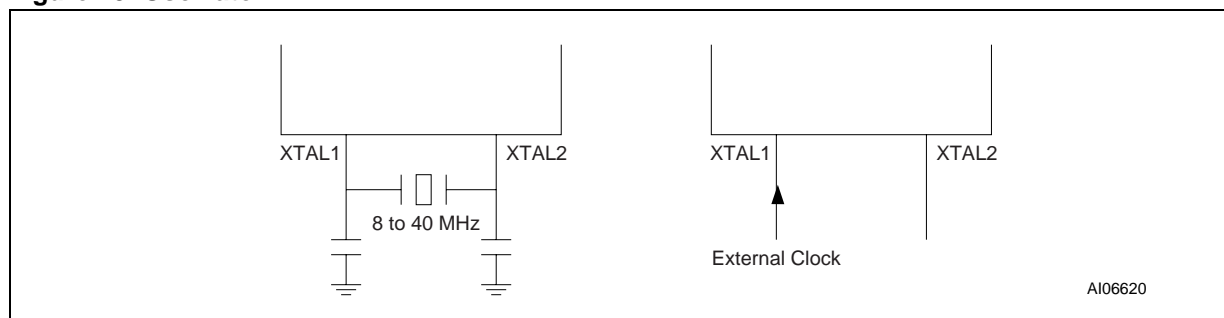 XTAL1 XTAL2 XTAL1 XTAL2
8 to 40 MHz
External Clock
AI06620